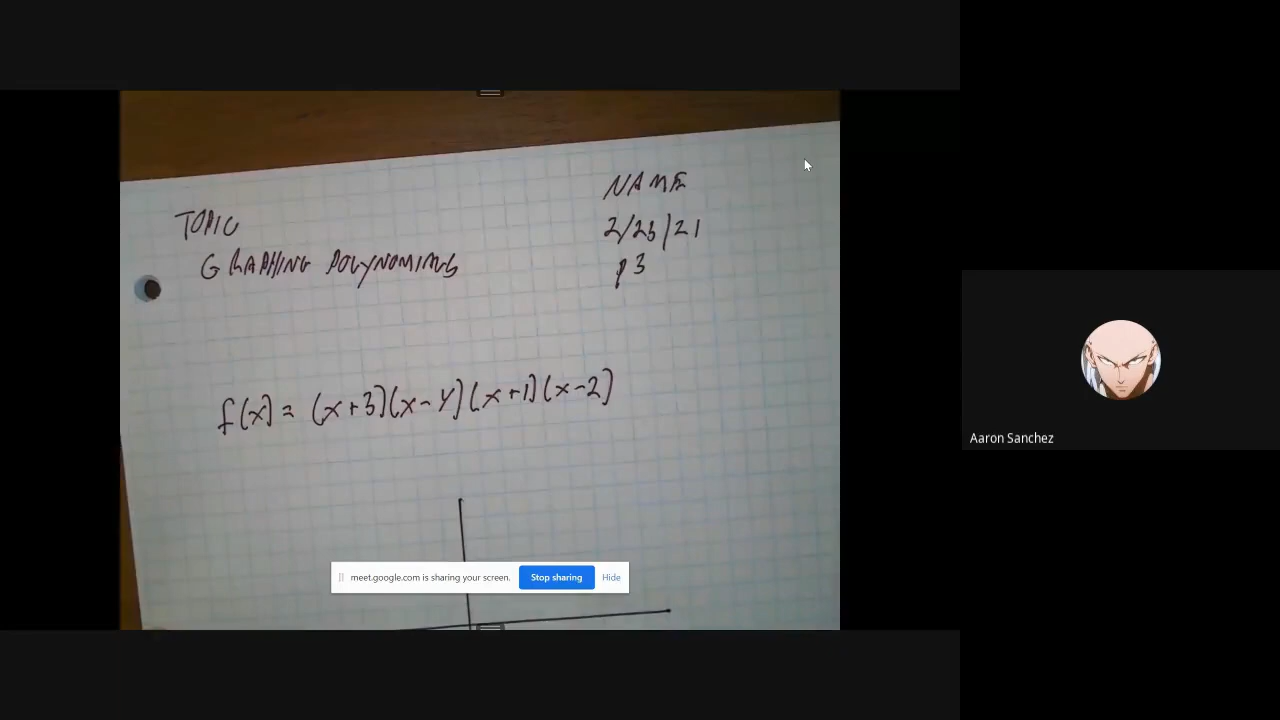 TOPIC
GRAPHING POLYNOMIALS
NAME
2/23/21
p3
f(x) = (x+3)(x-4)(x+1)(x-2)
meet.google.com is sharing your screen. Stop sharing Hide
Aaron Sanchez